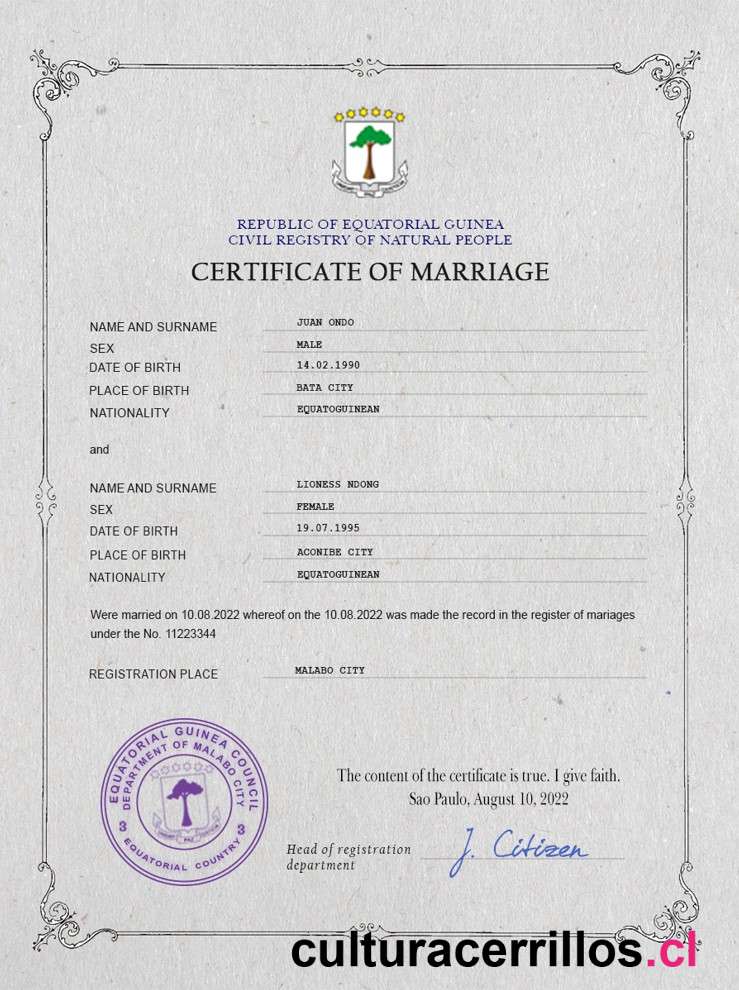 REPUBLIC OF EQUATORIAL GUINEA
CIVIL REGISTRY OF NATURAL PEOPLE
CERTIFICATE OF MARRIAGE
NAME AND SURNAME JUAN ONDO
SEX MALE
DATE OF BIRTH 14.02.1990
PLACE OF BIRTH BATA CITY
NATIONALITY EQUATOGUINEAN
and
NAME AND SURNAME LIONESS NDONG
SEX FEMALE
DATE OF BIRTH 19.07.1995
PLACE OF BIRTH ACONIBE CITY
NATIONALITY EQUATOGUINEAN
Were married on 10.08.2022 whereof on the 10.08.2022 was made the record in the register of mariages
under the No. 11223344
REGISTRATION PLACE MALABO CITY
EQUATORIAL GUINEA COUNCIL
DEPARTMENT OF MALABO CITY
3 EQUATORIAL COUNTRY 3
The content of the certificate is true. I give faith.
Sao Paulo, August 10, 2022
Head of registration
department
J. Citizen
culturacerrillos.cl